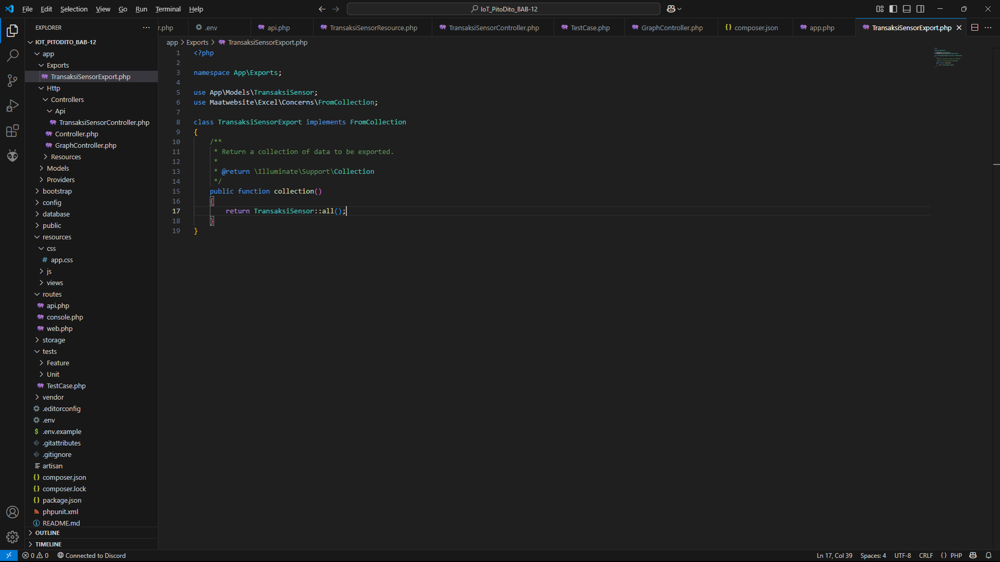 File Edit Selection View Go Run Terminal Help
IoT_PitoDito_BAB-12
EXPLORER
r.php .env api.php TransaksiSensorResource.php TransaksiSensorController.php TestCase.php GraphController.php composer.json app.php TransaksiSensorExport.php
IOT_PITODITO_BAB-12
app
Exports
TransaksiSensorExport.php
Http
Controllers
Api
TransaksiSensorController.php
Controller.php
GraphController.php
Resources
Models
Providers
bootstrap
config
database
public
resources
css
# app.css
js
views
routes
api.php
console.php
web.php
storage
tests
Feature
Unit
TestCase.php
vendor
.editorconfig
.env
$ .env.example
.gitattributes
.gitignore
artisan
{} composer.json
{} composer.lock
{} package.json
phpunit.xml
README.md
OUTLINE
TIMELINE
app > Exports > TransaksiSensorExport.php
1 <?php
2
3 namespace App\Exports;
4
5 use App\Models\TransaksiSensor;
6 use Maatwebsite\Excel\Concerns\FromCollection;
7
8 class TransaksiSensorExport implements FromCollection
9 {
10 /**
11 * Return a collection of data to be exported.
12 *
13 * @return \Illuminate\Support\Collection
14 */
15 public function collection()
16 {
17 return TransaksiSensor::all();
18 }
19 }
0 0 Connected to Discord
Ln 17, Col 39 Spaces: 4 UTF-8 CRLF {} PHP